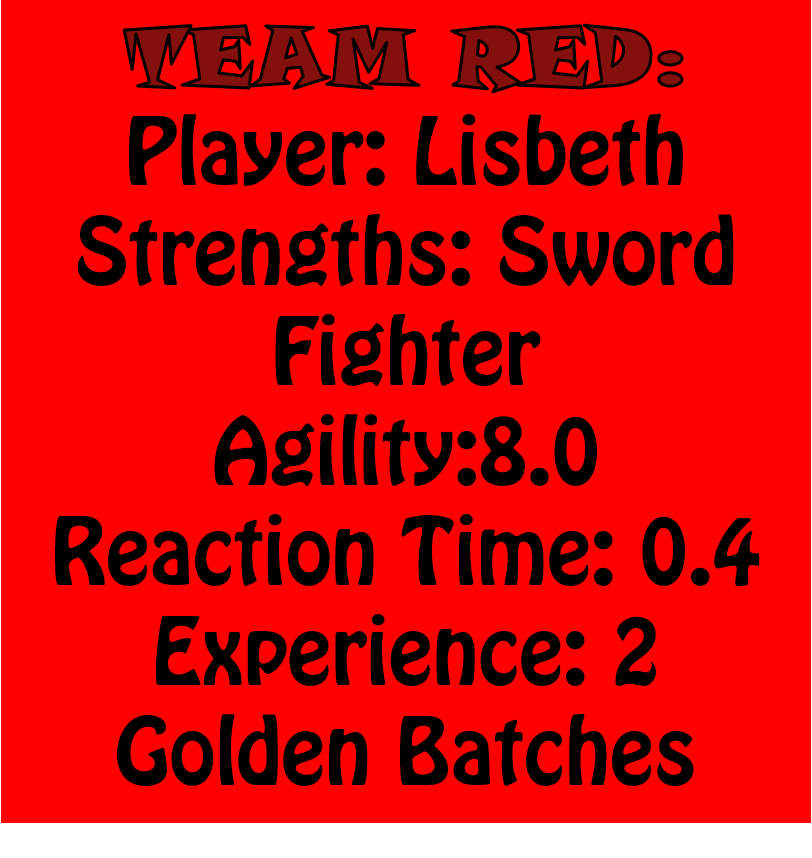 TEAM RED:
Player: Lisbeth
Strengths: Sword
Fighter
Agility:8.0
Reaction Time: 0.4
Experience: 2
Golden Batches